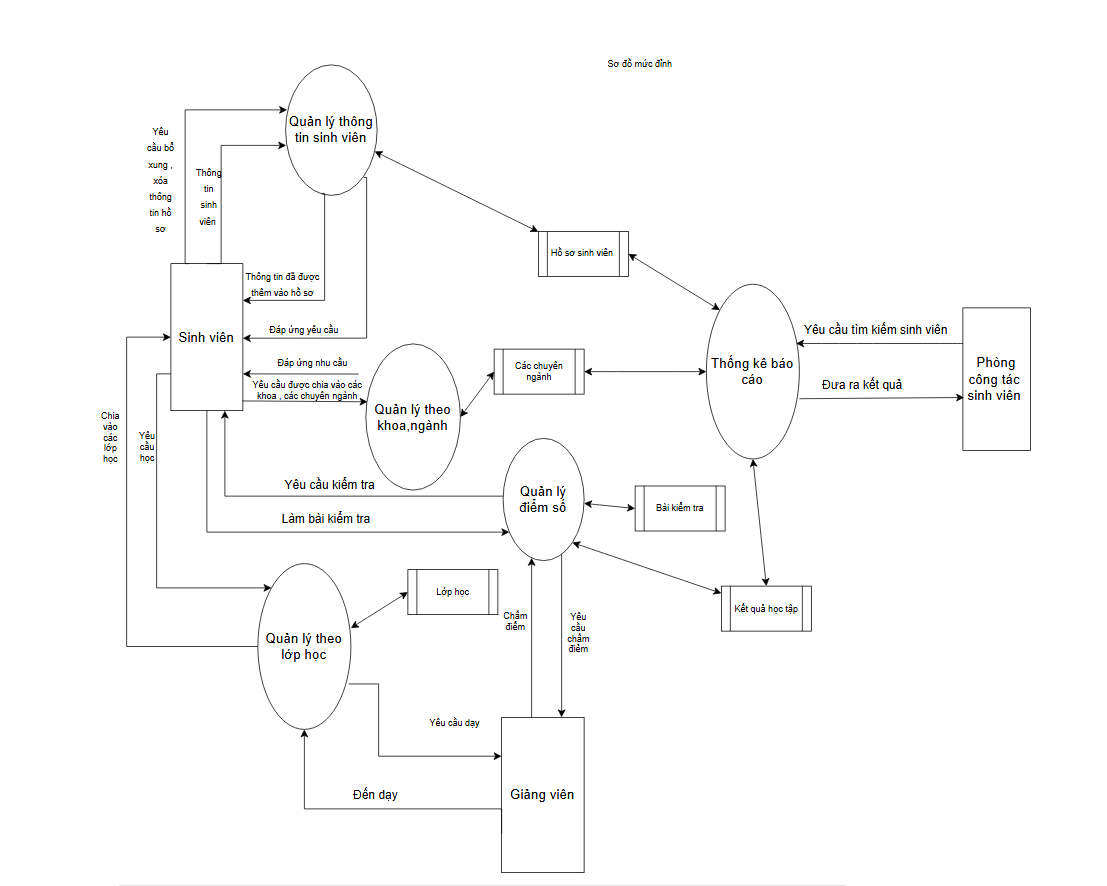 Sơ đồ mức đỉnh
Quản lý thông
tin sinh viên
Yêu
cầu bổ
xung ,
xóa
thông
tin hồ
sơ
Thông
tin
sinh
viên
Hồ sơ sinh viên
Thông tin đã được
thêm vào hồ sơ
Sinh viên
Đáp ứng yêu cầu
Yêu cầu tìm kiếm sinh viên
Thống kê báo
cáo
Phòng
công tác
sinh viên
Đưa ra kết quả
Đáp ứng nhu cầu
Yêu cầu được chia vào các
khoa , các chuyên ngành
Các chuyên
ngành
Quản lý theo
khoa,ngành
Chia
vào
các
lớp
học
Yêu
cầu
học
Yêu cầu kiểm tra
Làm bài kiểm tra
Quản lý
điểm số
Bài kiểm tra
Lớp học
Kết quả học tập
Chấm
điểm
Yêu
cầu
chấm
điẻm
Quản lý theo
lớp học
Yêu cầu dạy
Đến dạy
Giảng viên